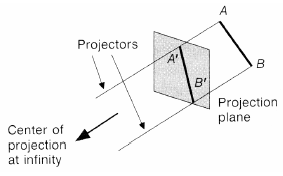 A
Projectors
A'
B
B'
Projection
plane
Center of
projection
at infinity